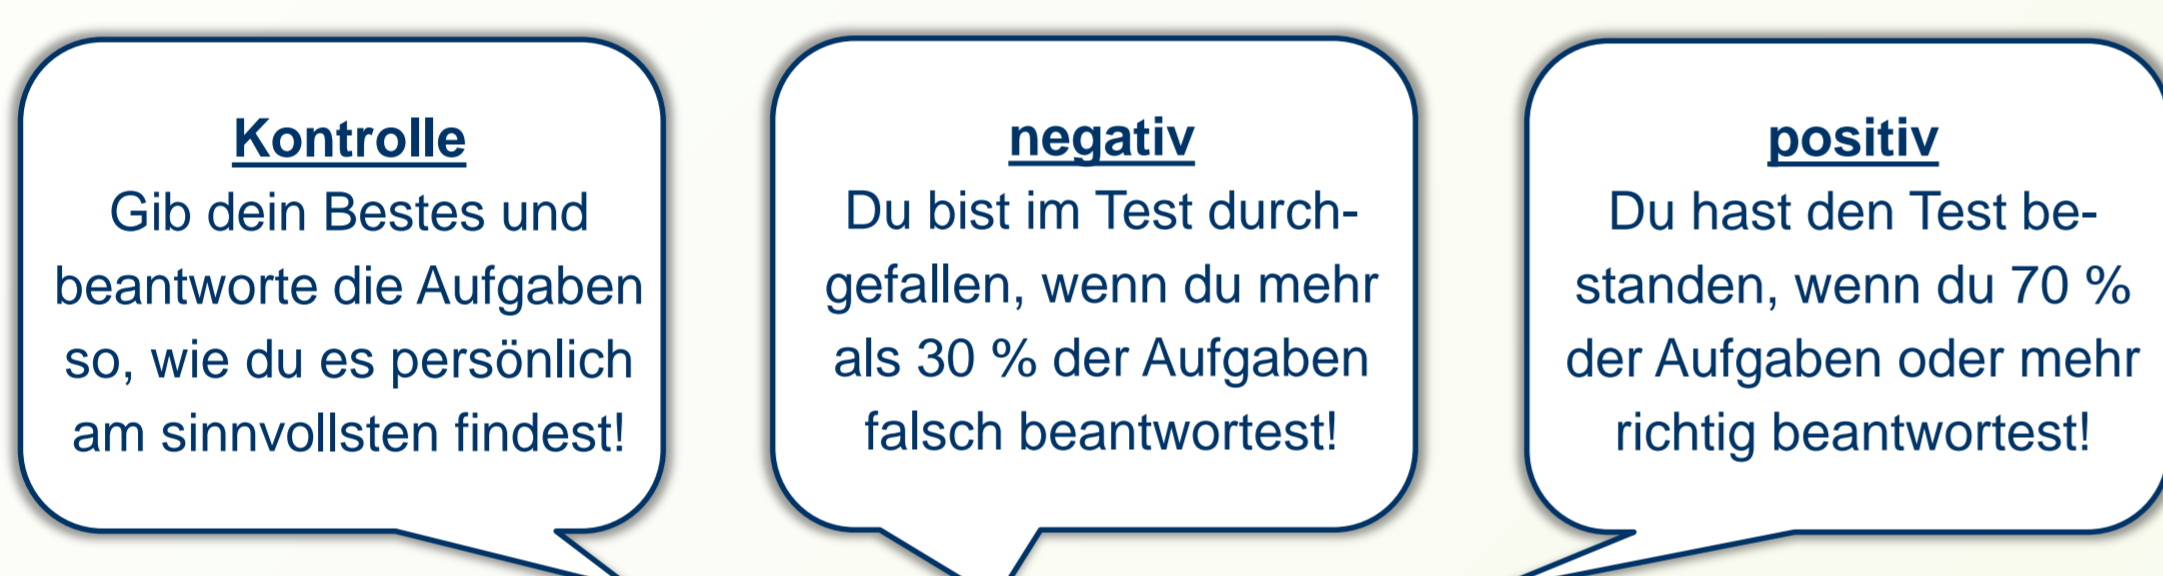 Kontrolle
Gib dein Bestes und
beantworte die Aufgaben
so, wie du es persönlich
am sinnvollsten findest!
negativ
Du bist im Test durch-
gefallen, wenn du mehr
als 30 % der Aufgaben
falsch beantwortest!
positiv
Du hast den Test be-
standen, wenn du 70 %
der Aufgaben oder mehr
richtig beantwortest!